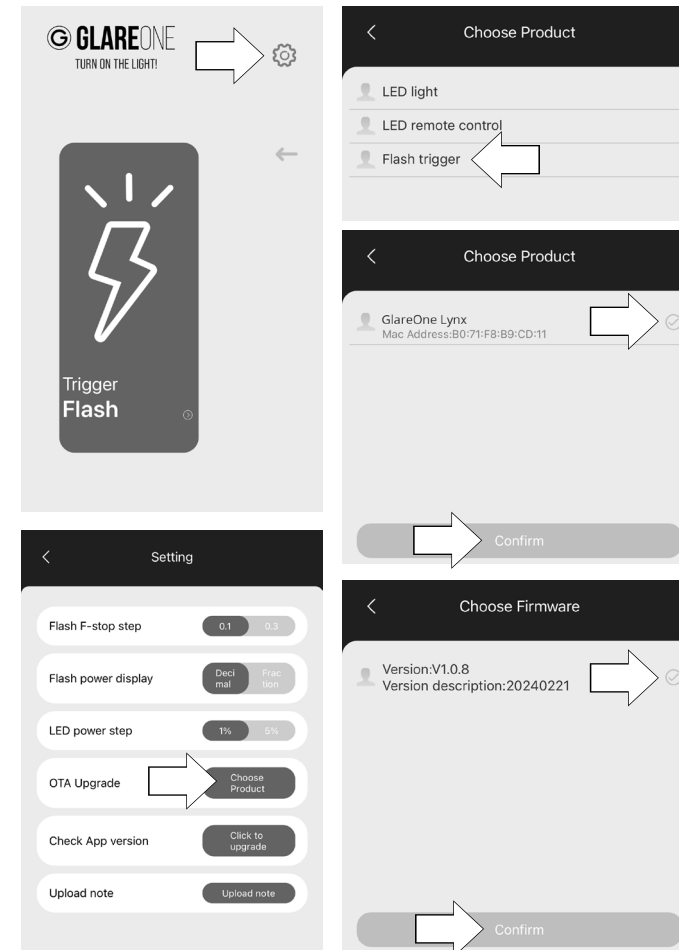 G GLAREONE
TURN ON THE LIGHT!
Trigger
Flash
Setting
Flash F-stop step
0.1
0.3
Flash power display
Deci
mal
Frac
tion
LED power step
1%
5%
OTA Upgrade
Choose
Product
Check App version
Click to
upgrade
Upload note
Upload note
Choose Product
LED light
LED remote control
Flash trigger
Choose Product
GlareOne Lynx
Mac Address:B0:71:F8:B9:CD:11
Confirm
Choose Firmware
Version:V1.0.8
Version description:20240221
Confirm